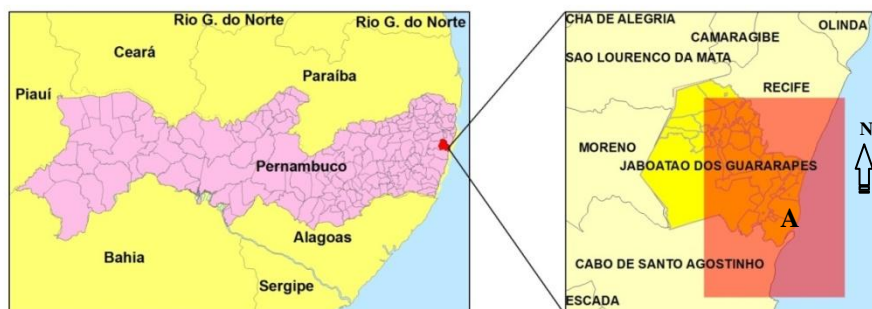 Rio G. do Norte
Rio G. do Norte
Ceará
Paraíba
Piauí
Pernambuco
Alagoas
Bahia
Sergipe
CHA DE ALEGRIA
OLINDA
CAMARAGIBE
SAO LOURENCO DA MATA
RECIFE
N
MORENO
JABOATAO DOS GUARARAPES
A
CABO DE SANTO AGOSTINHO
ESCADA